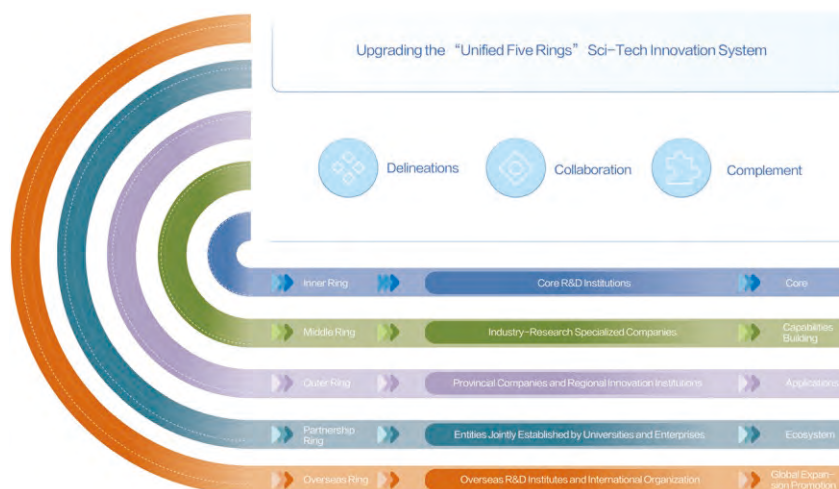 Upgrading the “Unified Five Rings” Sci-Tech Innovation System
Delineations
Collaboration
Complement
Inner Ring
Core R&D Institutions
Core
Middle Ring
Industry-Research Specialized Companies
Capabilities
Building
Outer Ring
Provincial Companies and Regional Innovation Institutions
Applications
Partnership
Ring
Entities Jointly Established by Universities and Enterprises
Ecosystem
Overseas Ring
Overseas R&D Institutes and International Organization
Global Expan-
sion Promotion